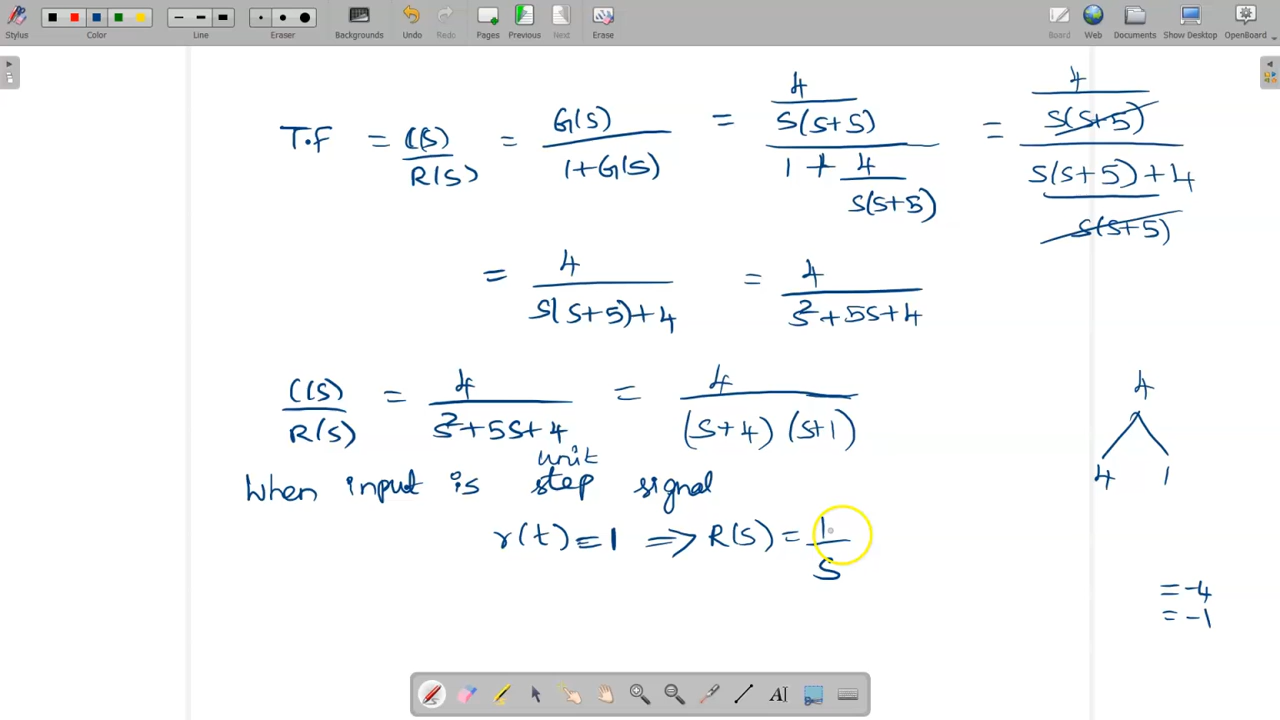 Stylus Color Line Eraser Backgrounds Undo Redo Pages Previous Next Erase Board Web Documents Show Desktop OpenBoard
T.f = C(S)/R(S) = G(S)/(1+G(S)) = (4/(S(S+5)))/(1+4/(S(S+5))) = (4/(S(S+5)))/((S(S+5)+4)/(S(S+5)))
= 4/(S(S+5)+4) = 4/(S²+5S+4)
C(S)/R(S) = 4/(S²+5S+4) = 4/((S+4)(S+1))
4
4 1
When input is unit step signal
r(t)=1 => R(S) = 1/S
= -4
= -1
AI